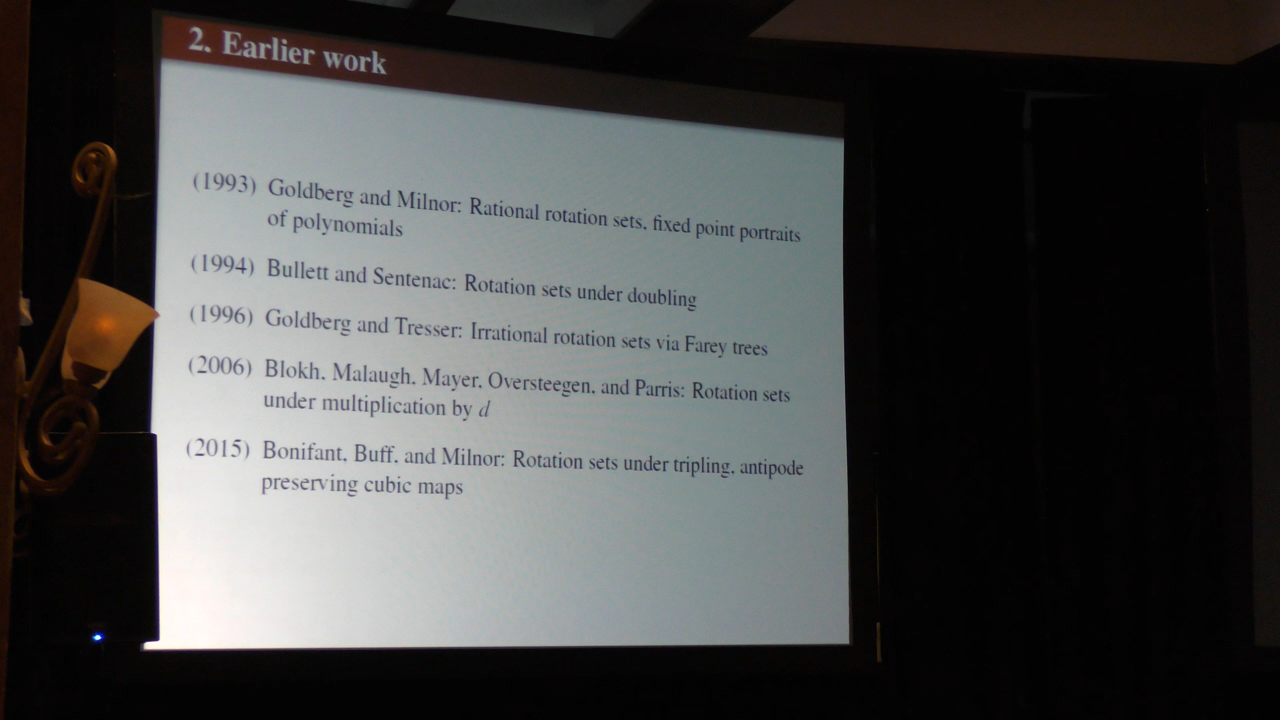 2. Earlier work
(1993) Goldberg and Milnor: Rational rotation sets, fixed point portraits
of polynomials
(1994) Bullett and Sentenac: Rotation sets under doubling
(1996) Goldberg and Tresser: Irrational rotation sets via Farey trees
(2006) Blokh, Malaugh, Mayer, Oversteegen, and Parris: Rotation sets
under multiplication by d
(2015) Bonifant, Buff, and Milnor: Rotation sets under tripling, antipode
preserving cubic maps